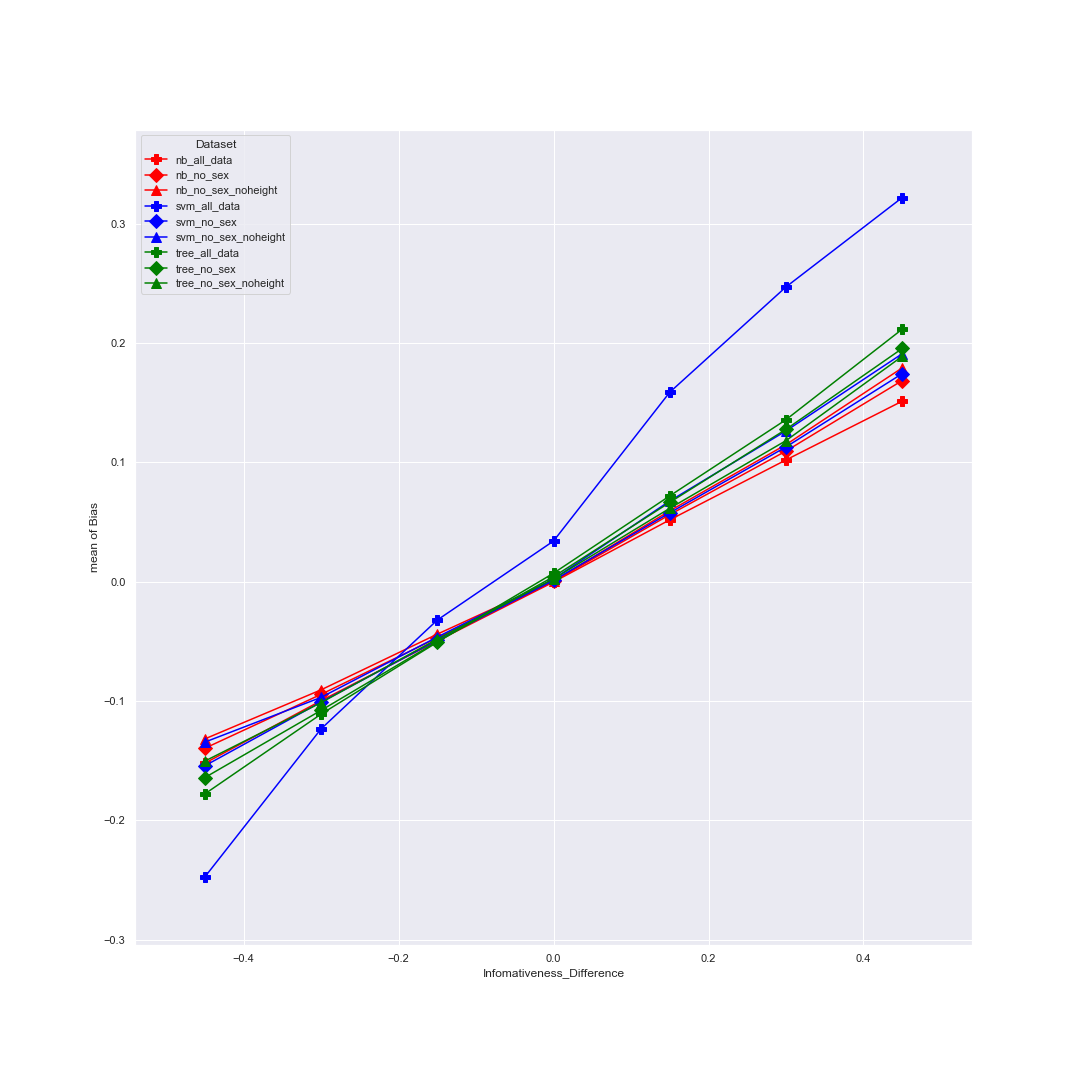 Dataset
nb_all_data
nb_no_sex
nb_no_sex_noheight
svm_all_data
svm_no_sex
svm_no_sex_noheight
tree_all_data
tree_no_sex
tree_no_sex_noheight
mean of Bias
0.3
0.2
0.1
0.0
−0.1
−0.2
−0.3
−0.4 −0.2 0.0 0.2 0.4
Infomativeness_Difference